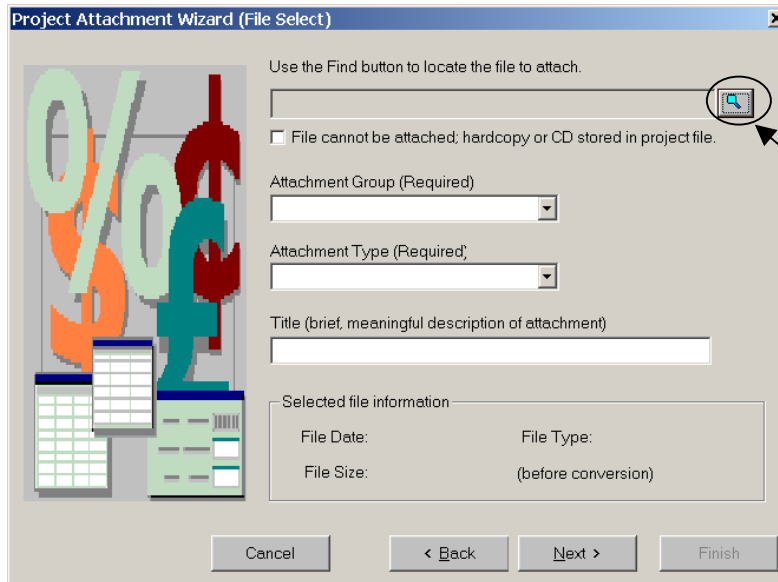 Project Attachment Wizard (File Select)
Use the Find button to locate the file to attach.
File cannot be attached; hardcopy or CD stored in project file.
Attachment Group (Required)
Attachment Type (Required)
Title (brief, meaningful description of attachment)
Selected file information
File Date: File Type:
File Size: (before conversion)
Cancel < Back Next > Finish